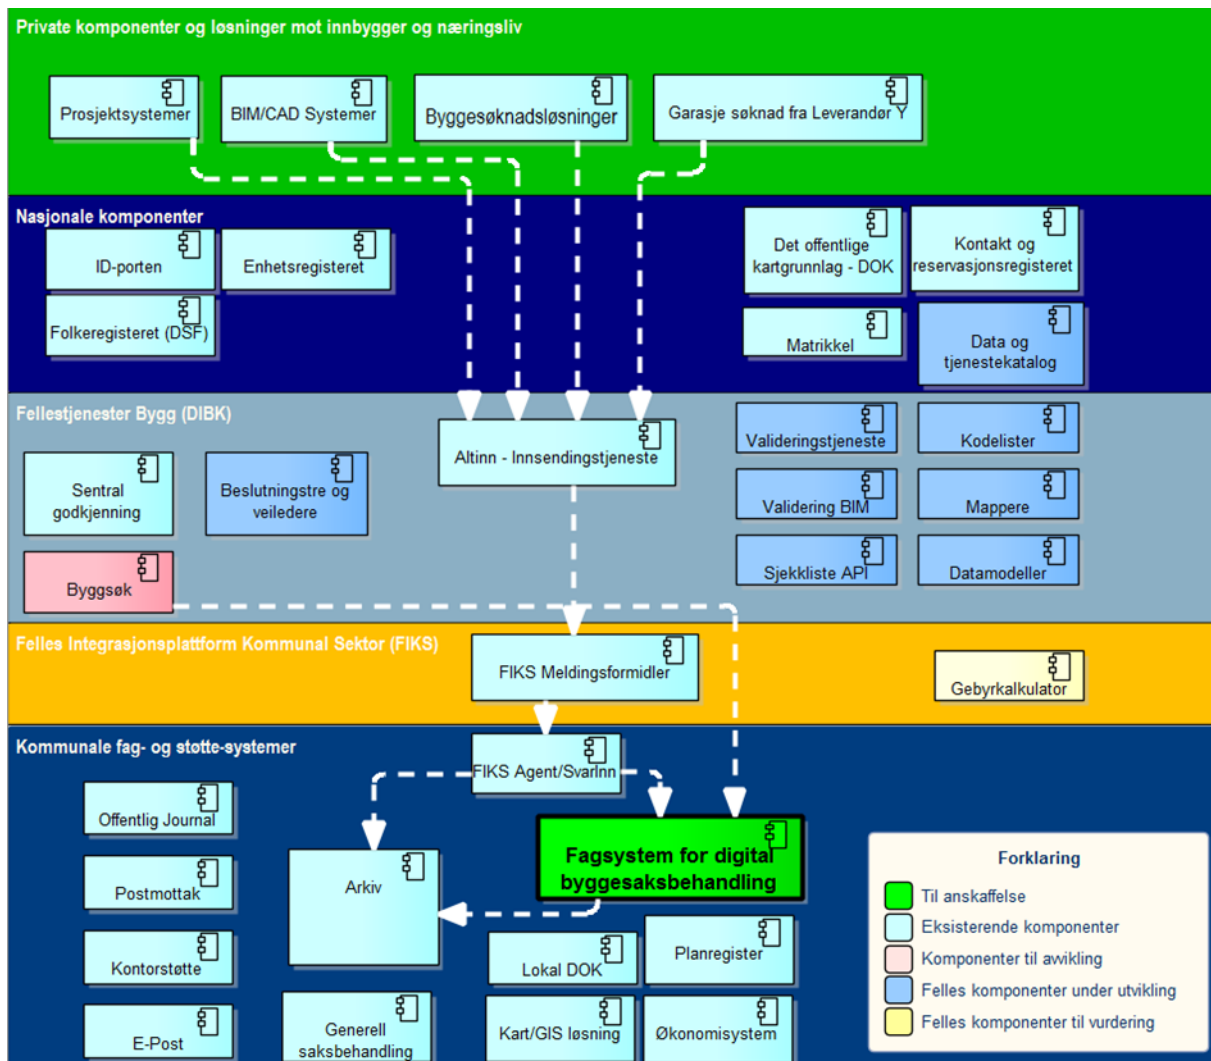 Private komponenter og løsninger mot innbygger og næringsliv
Prosjektsystemer
BIM/CAD Systemer
Byggesøknadsløsninger
Garasje søknad fra Leverandør Y
Nasjonale komponenter
ID-porten
Enhetsregisteret
Folkeregisteret (DSF)
Det offentlige
kartgrunnlag - DOK
Kontakt og
reservasjonsregisteret
Matrikkel
Data og
tjenestekatalog
Fellestjenester Bygg (DIBK)
Altinn - Innsendingstjeneste
Valideringstjeneste
Kodelister
Sentral
godkjenning
Beslutningstre og
veiledere
Validering BIM
Mappere
Byggsøk
Sjekkliste API
Datamodeller
Felles Integrasjonsplattform Kommunal Sektor (FIKS)
FIKS Meldingsformidler
Gebyrkalkulator
Kommunale fag- og støtte-systemer
FIKS Agent/SvarInn
Offentlig Journal
Fagsystem for digital
byggesaksbehandling
Arkiv
Postmottak
Kontorstøtte
E-Post
Generell
saksbehandling
Lokal DOK
Planregister
Kart/GIS løsning
Økonomisystem
Forklaring
Til anskaffelse
Eksisterende komponenter
Komponenter til avvikling
Felles komponenter under utvikling
Felles komponenter til vurdering